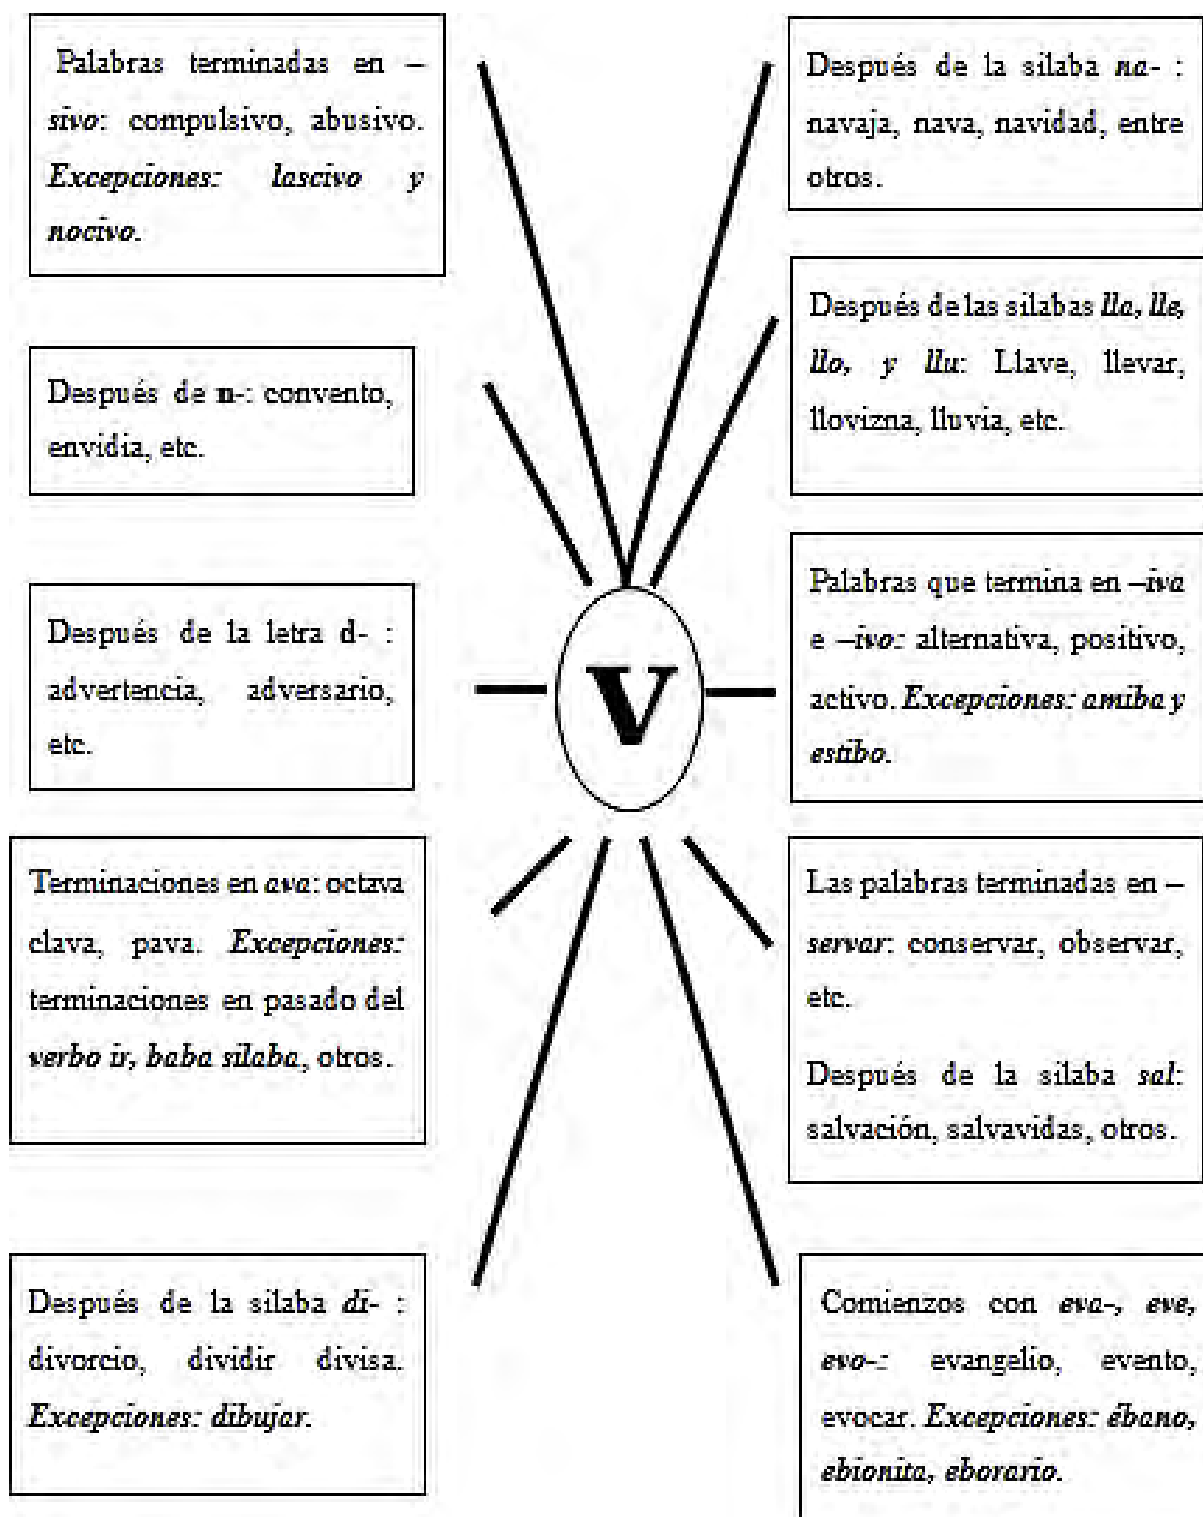 Palabras terminadas en –
sivo: compulsivo, abusivo.
Excepciones: lascivo y
nocivo.
Después de n-: convento,
envidia, etc.
Después de la letra d- :
advertencia, adversario,
etc.
Terminaciones en ava: octava
clava, pava. Excepciones:
terminaciones en pasado del
verbo ir, baba silaba, otros.
Después de la silaba di- :
divorcio, dividir divisa.
Excepciones: dibujar.
V
Después de la silaba na- :
navaja, nava, navidad, entre
otros.
Después de las silabas lla, lle,
llo, y llu: Llave, llevar,
llovizna, lluvia, etc.
Palabras que termina en –iva
e –ivo: alternativa, positivo,
activo. Excepciones: amiba y
estibo.
Las palabras terminadas en –
servar: conservar, observar,
etc.
Después de la silaba sal:
salvación, salvavidas, otros.
Comienzos con eva-, eve,
evo-: evangelio, evento,
evocar. Excepciones: ébano,
ebionita, eborario.